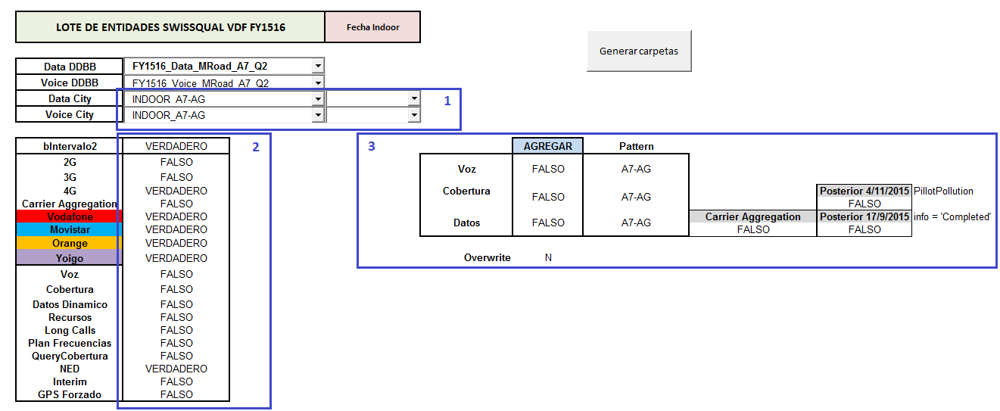 LOTE DE ENTIDADES SWISSQUAL VDF FY1516 Fecha Indoor
Generar carpetas
Data DDBB FY1516_Data_MRoad_A7_Q2
Voice DDBB FY1516_Voice_MRoad_A7_Q2
Data City INDOOR_A7-AG 1
Voice City INDOOR_A7-AG
bIntervalo2 VERDADERO 2
2G FALSO
3G FALSO
4G VERDADERO
Carrier Aggregation FALSO
Vodafone VERDADERO
Movistar VERDADERO
Orange VERDADERO
Yoigo VERDADERO
Voz FALSO
Cobertura FALSO
Datos Dinamico FALSO
Recursos FALSO
Long Calls FALSO
Plan Frecuencias FALSO
QueryCobertura FALSO
NED VERDADERO
Interim FALSO
GPS Forzado FALSO
3 AGREGAR Pattern
Voz FALSO A7-AG
Cobertura FALSO A7-AG Posterior 4/11/2015 PillotPollution
FALSO
Datos FALSO A7-AG Carrier Aggregation Posterior 17/9/2015 info = 'Completed'
FALSO FALSO
Overwrite N